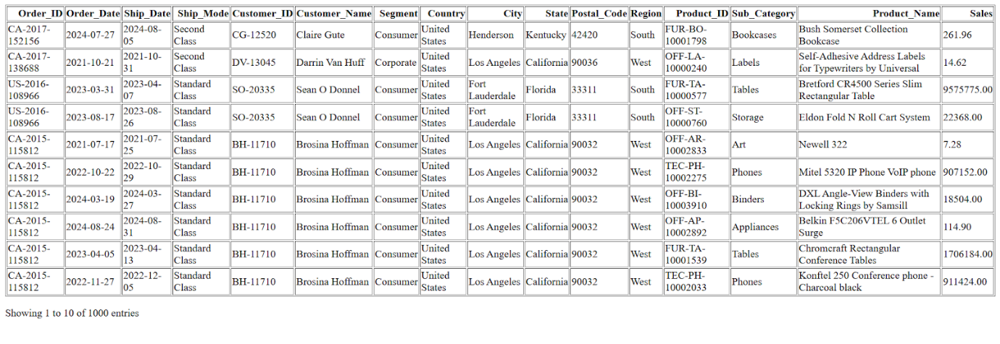 Order_ID Order_Date Ship_Date Ship_Mode Customer_ID Customer_Name Segment Country City State Postal_Code Region Product_ID Sub_Category Product_Name Sales
CA-2017-152156 2024-07-27 2024-08-05 Second Class CG-12520 Claire Gute Consumer United States Henderson Kentucky 42420 South FUR-BO-10001798 Bookcases Bush Somerset Collection Bookcase 261.96
CA-2017-138688 2021-10-21 2021-10-31 Second Class DV-13045 Darrin Van Huff Corporate United States Los Angeles California 90036 West OFF-LA-10000240 Labels Self-Adhesive Address Labels for Typewriters by Universal 14.62
US-2016-108966 2023-03-31 2023-04-07 Standard Class SO-20335 Sean O Donnel Consumer United States Fort Lauderdale Florida 33311 South FUR-TA-10000577 Tables Bretford CR4500 Series Slim Rectangular Table 9575775.00
US-2016-108966 2023-08-17 2023-08-26 Standard Class SO-20335 Sean O Donnel Consumer United States Fort Lauderdale Florida 33311 South OFF-ST-10000760 Storage Eldon Fold N Roll Cart System 22368.00
CA-2015-115812 2021-07-17 2021-07-25 Standard Class BH-11710 Brosina Hoffman Consumer United States Los Angeles California 90032 West OFF-AR-10002833 Art Newell 322 7.28
CA-2015-115812 2022-10-22 2022-10-29 Standard Class BH-11710 Brosina Hoffman Consumer United States Los Angeles California 90032 West TEC-PH-10002275 Phones Mitel 5320 IP Phone VoIP phone 907152.00
CA-2015-115812 2024-03-19 2024-03-27 Standard Class BH-11710 Brosina Hoffman Consumer United States Los Angeles California 90032 West OFF-BI-10003910 Binders DXL Angle-View Binders with Locking Rings by Samsill 18504.00
CA-2015-115812 2024-08-24 2024-08-31 Standard Class BH-11710 Brosina Hoffman Consumer United States Los Angeles California 90032 West OFF-AP-10002892 Appliances Belkin F5C206VTEL 6 Outlet Surge 114.90
CA-2015-115812 2023-04-05 2023-04-13 Standard Class BH-11710 Brosina Hoffman Consumer United States Los Angeles California 90032 West FUR-TA-10001539 Tables Chromcraft Rectangular Conference Tables 1706184.00
CA-2015-115812 2022-11-27 2022-12-05 Standard Class BH-11710 Brosina Hoffman Consumer United States Los Angeles California 90032 West TEC-PH-10002033 Phones Konftel 250 Conference phone - Charcoal black 911424.00
Showing 1 to 10 of 1000 entries